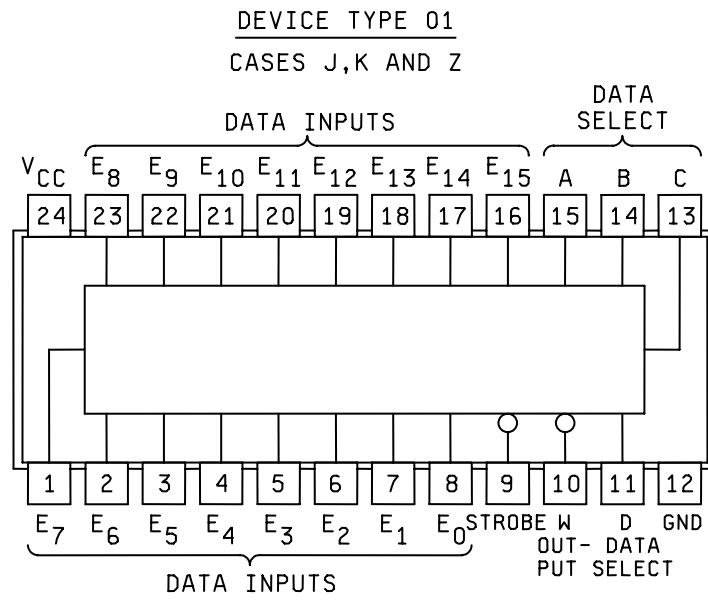 DEVICE TYPE 01
CASES J,K AND Z
DATA INPUTS
DATA SELECT
VCC E8 E9 E10 E11 E12 E13 E14 E15 A B C
24 23 22 21 20 19 18 17 16 15 14 13
1 2 3 4 5 6 7 8 9 10 11 12
E7 E6 E5 E4 E3 E2 E1 E0 STROBE W D GND
OUT- DATA
PUT SELECT
DATA INPUTS